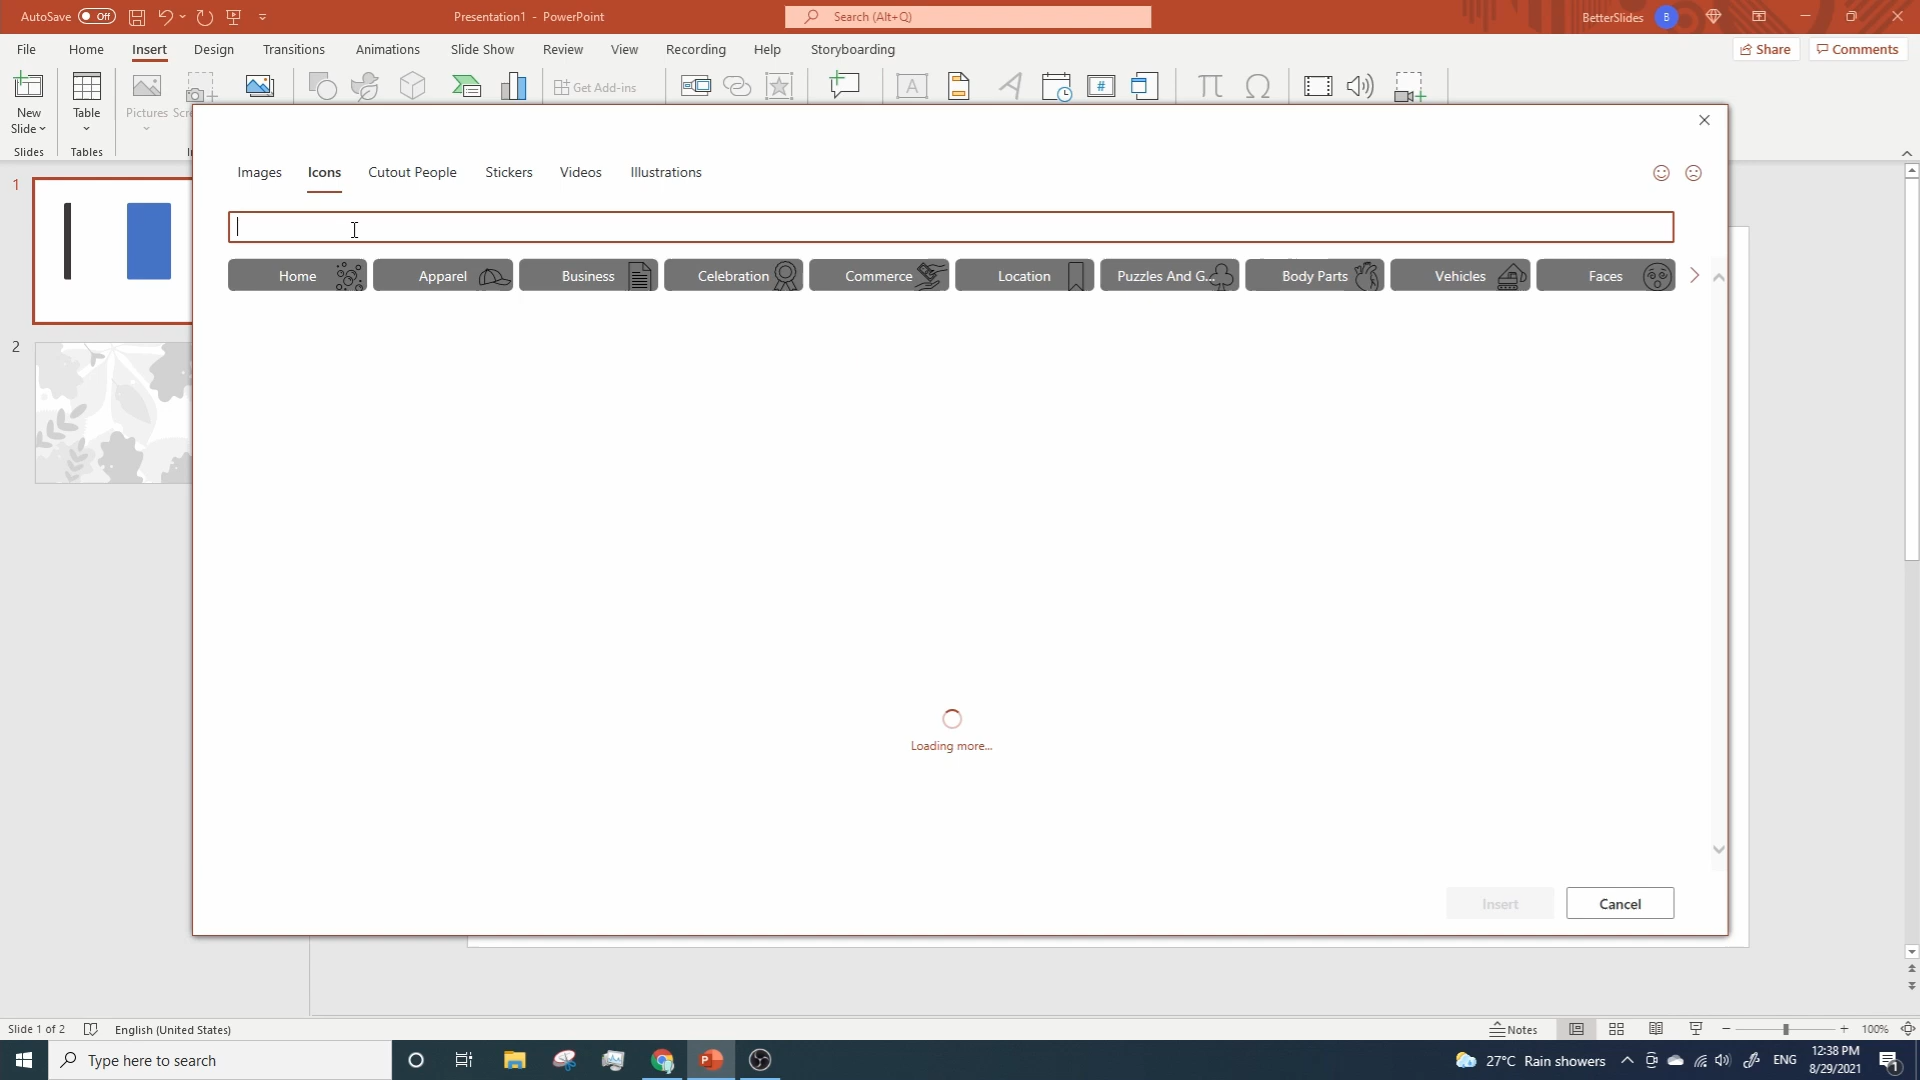 AutoSave Off Presentation1 - PowerPoint Search (Alt+Q) BetterSlides B
File Home Insert Design Transitions Animations Slide Show Review View Recording Help Storyboarding Share Comments
Get Add-ins
New Slide
Table
Pictures
Slides Tables
Images Icons Cutout People Stickers Videos Illustrations
Home Apparel Business Celebration Commerce Location Puzzles And G... Body Parts Vehicles Faces
1
2
Loading more...
Insert Cancel
Slide 1 of 2 English (United States) Notes 100%
Type here to search 27°C Rain showers ENG 12:38 PM
8/29/2021